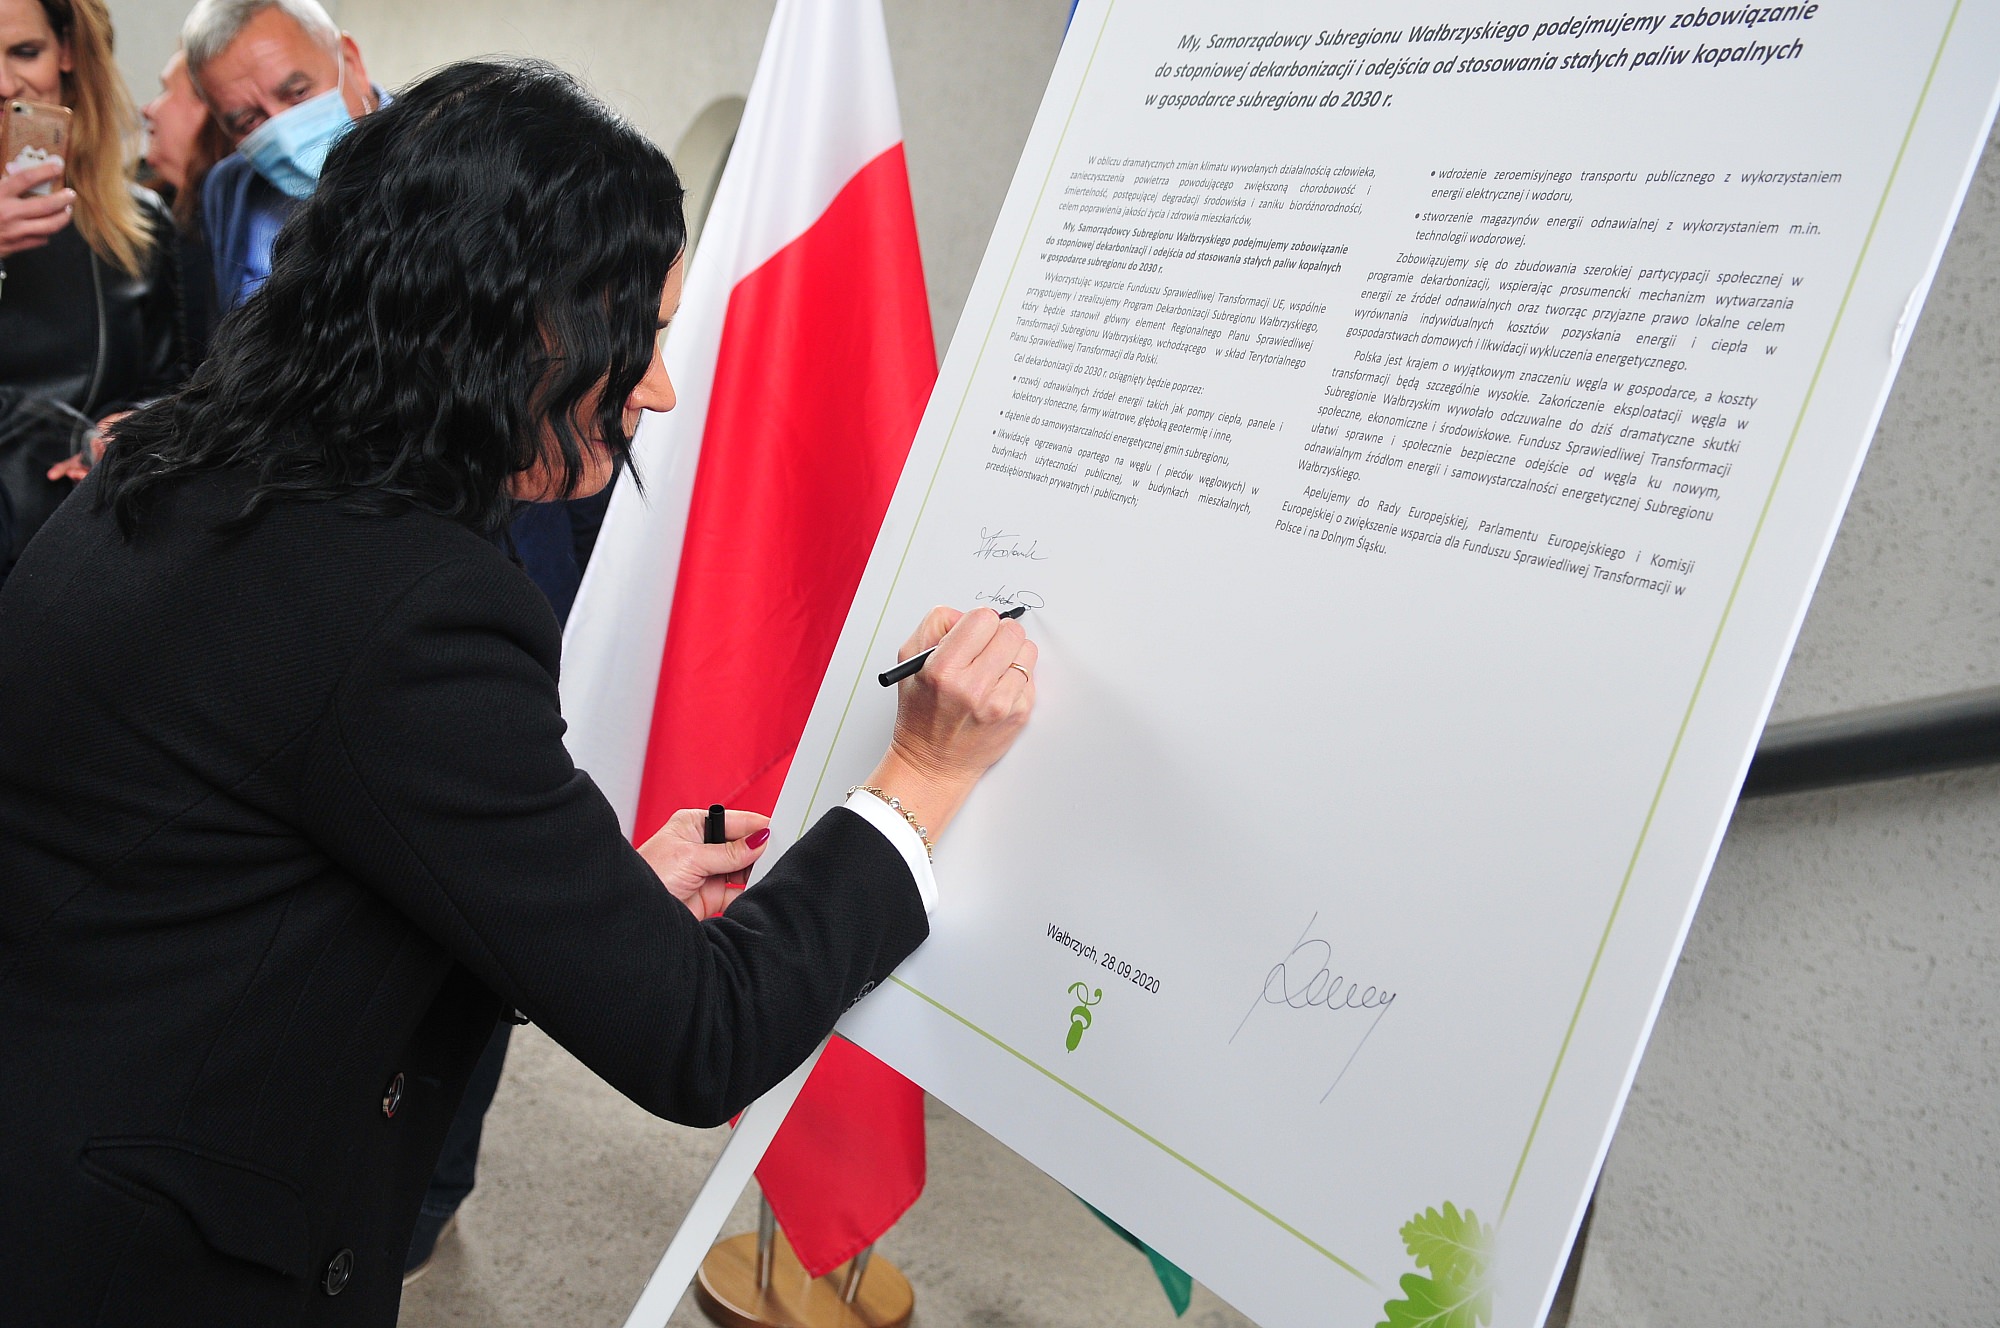 My, Samorządowcy Subregionu Wałbrzyskiego podejmujemy zobowiązanie
do stopniowej dekarbonizacji i odejścia od stosowania stałych paliw kopalnych
w gospodarce subregionu do 2030 r.
W obliczu dramatycznych zmian klimatu wywołanych działalnością człowieka,
zanieczyszczenia powietrza powodującego zwiększoną chorobowość i
śmiertelność, postępującej degradacji środowiska i zaniku bioróżnorodności,
celem poprawienia jakości życia i zdrowia mieszkańców,
My, Samorządowcy Subregionu Wałbrzyskiego podejmujemy zobowiązanie
do stopniowej dekarbonizacji i odejścia od stosowania stałych paliw kopalnych
w gospodarce subregionu do 2030 r.
Wykorzystując wsparcie Funduszu Sprawiedliwej Transformacji UE, wspólnie
przygotujemy i zrealizujemy Program Dekarbonizacji Subregionu Wałbrzyskiego,
który będzie stanowił główny element Regionalnego Planu Sprawiedliwej
Transformacji Subregionu Wałbrzyskiego, wchodzącego w skład Terytorialnego
Planu Sprawiedliwej Transformacji dla Polski.
Cel dekarbonizacji do 2030 r. osiągnięty będzie poprzez:
• rozwój odnawialnych źródeł energii takich jak pompy ciepła, panele i
kolektory słoneczne, farmy wiatrowe, głęboką geotermię i inne,
• dążenie do samowystarczalności energetycznej gmin subregionu,
• likwidację ogrzewania opartego na węglu ( pieców węglowych) w
budynkach użyteczności publicznej, w budynkach mieszkalnych,
przedsiębiorstwach prywatnych i publicznych;
• wdrożenie zeroemisyjnego transportu publicznego z wykorzystaniem
energii elektrycznej i wodoru,
• stworzenie magazynów energii odnawialnej z wykorzystaniem m.in.
technologii wodorowej.
Zobowiązujemy się do zbudowania szerokiej partycypacji społecznej w
programie dekarbonizacji, wspierając prosumencki mechanizm wytwarzania
energii ze źródeł odnawialnych oraz tworząc przyjazne prawo lokalne celem
wyrównania indywidualnych kosztów pozyskania energii i ciepła w
gospodarstwach domowych i likwidacji wykluczenia energetycznego.
Polska jest krajem o wyjątkowym znaczeniu węgla w gospodarce, a koszty
transformacji będą szczególnie wysokie. Zakończenie eksploatacji węgla w
Subregionie Wałbrzyskim wywołało odczuwalne do dziś dramatyczne skutki
społeczne, ekonomiczne i środowiskowe. Fundusz Sprawiedliwej Transformacji
ułatwi sprawne i społecznie bezpieczne odejście od węgla ku nowym,
odnawialnym źródłom energii i samowystarczalności energetycznej Subregionu
Wałbrzyskiego.
Apelujemy do Rady Europejskiej, Parlamentu Europejskiego i Komisji
Europejskiej o zwiększenie wsparcia dla Funduszu Sprawiedliwej Transformacji w
Polsce i na Dolnym Śląsku.
Wałbrzych, 28.09.2020